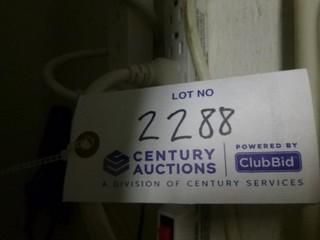 LOT NO
2288
CENTURY AUCTIONS
POWERED BY
ClubBid
A DIVISION OF CENTURY SERVICES